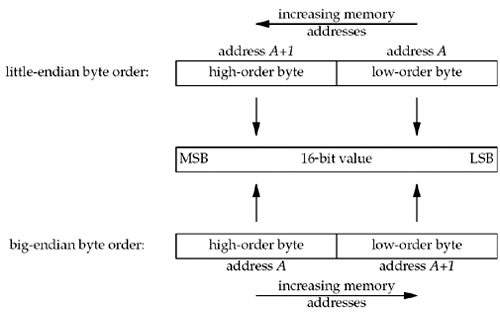 increasing memory
addresses
address A+1 address A
little-endian byte order: high-order byte low-order byte
MSB 16-bit value LSB
big-endian byte order: high-order byte low-order byte
address A address A+1
increasing memory
addresses